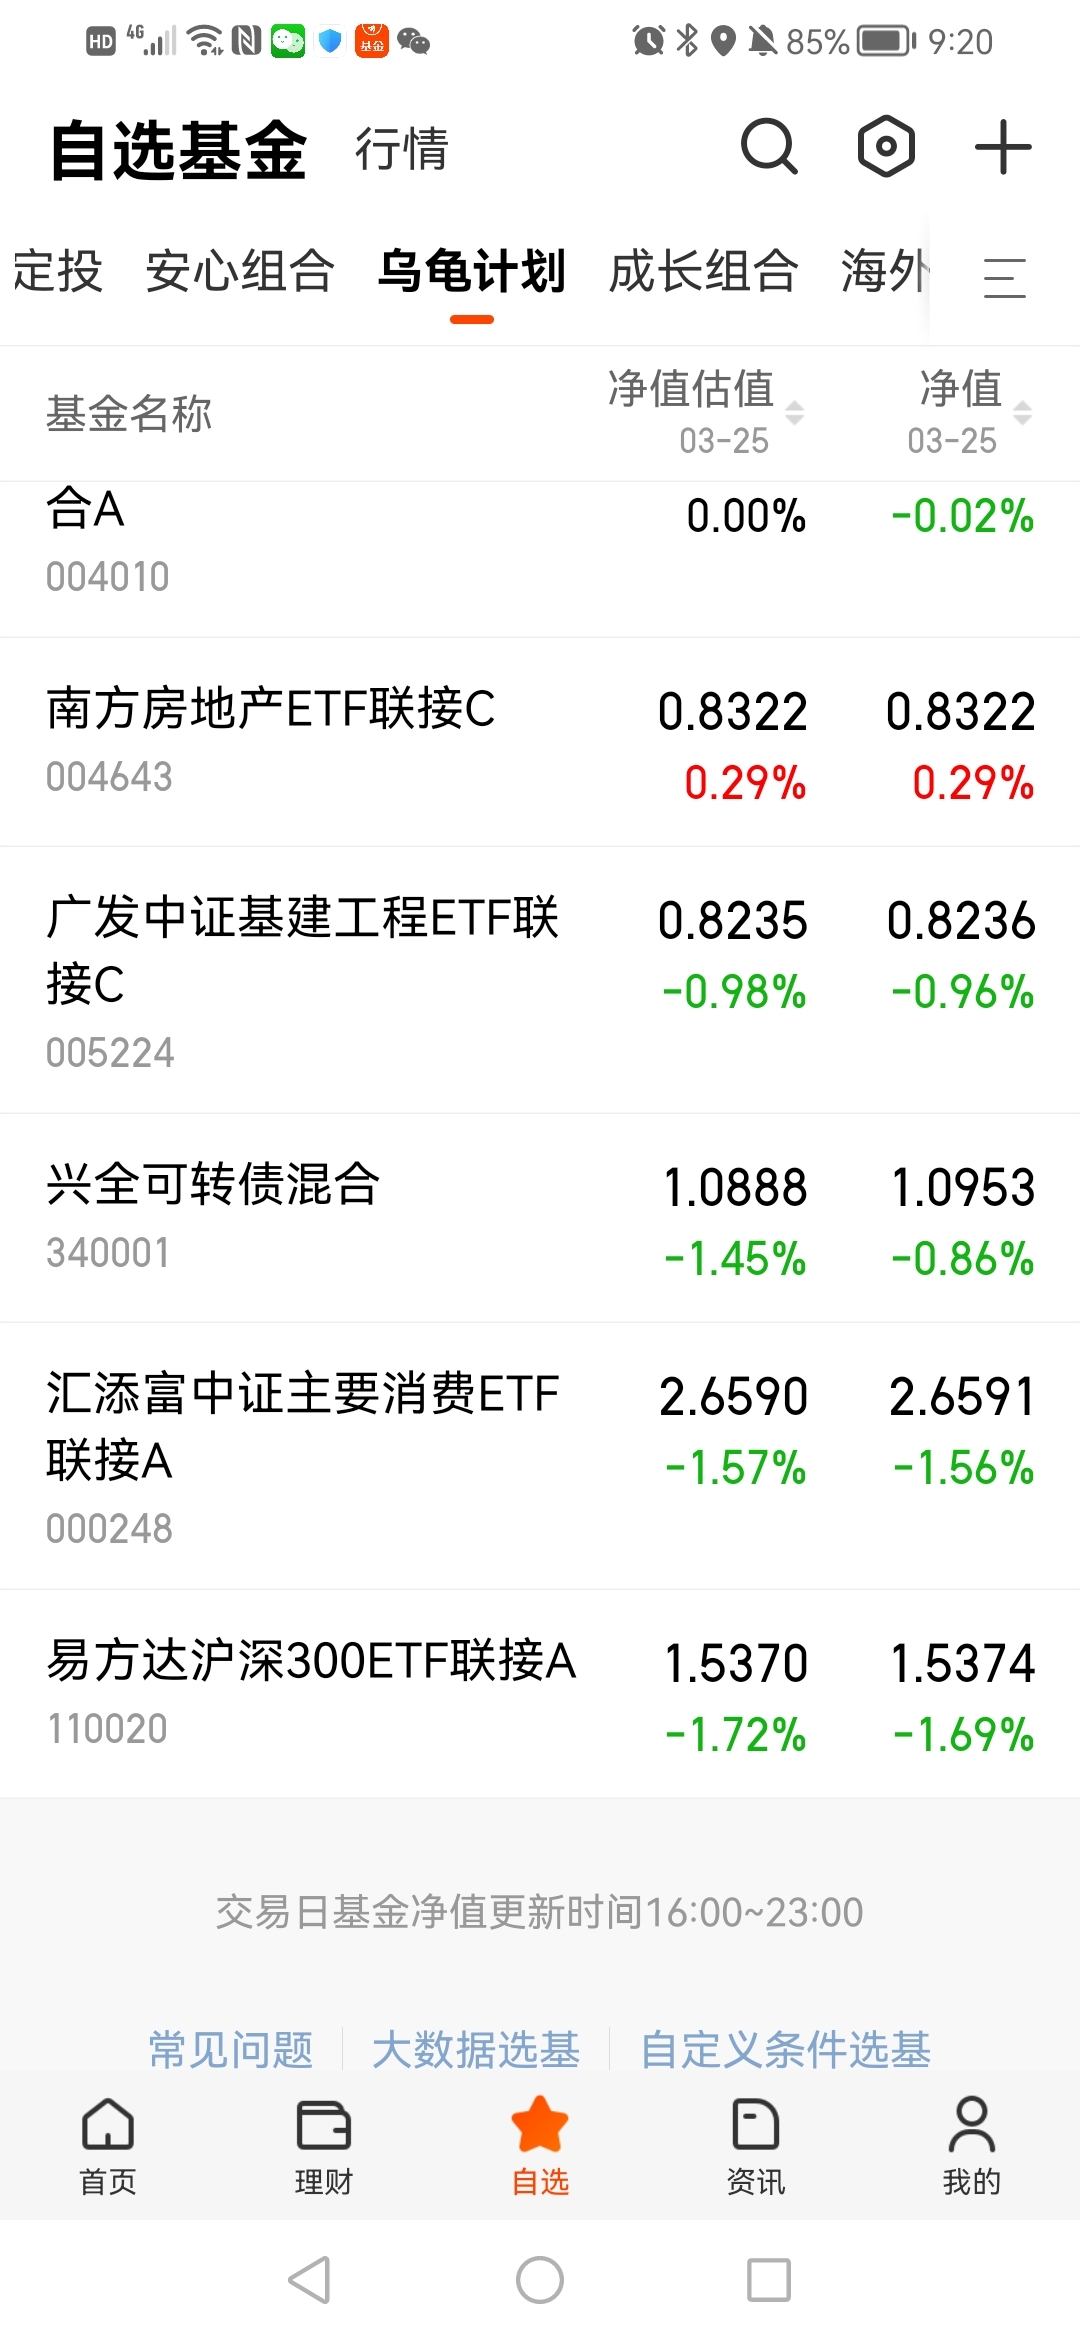 HD 4G 基金 85% 9:20
自选基金 行情
定投 安心组合 乌龟计划 成长组合 海外
基金名称 净值估值 净值
03-25 03-25
合A 0.00% -0.02%
004010
南方房地产ETF联接C 0.8322 0.8322
004643 0.29% 0.29%
广发中证基建工程ETF联 0.8235 0.8236
接C -0.98% -0.96%
005224
兴全可转债混合 1.0888 1.0953
340001 -1.45% -0.86%
汇添富中证主要消费ETF 2.6590 2.6591
联接A -1.57% -1.56%
000248
易方达沪深300ETF联接A 1.5370 1.5374
110020 -1.72% -1.69%
交易日基金净值更新时间16:00~23:00
常见问题 大数据选基 自定义条件选基
首页 理财 自选 资讯 我的